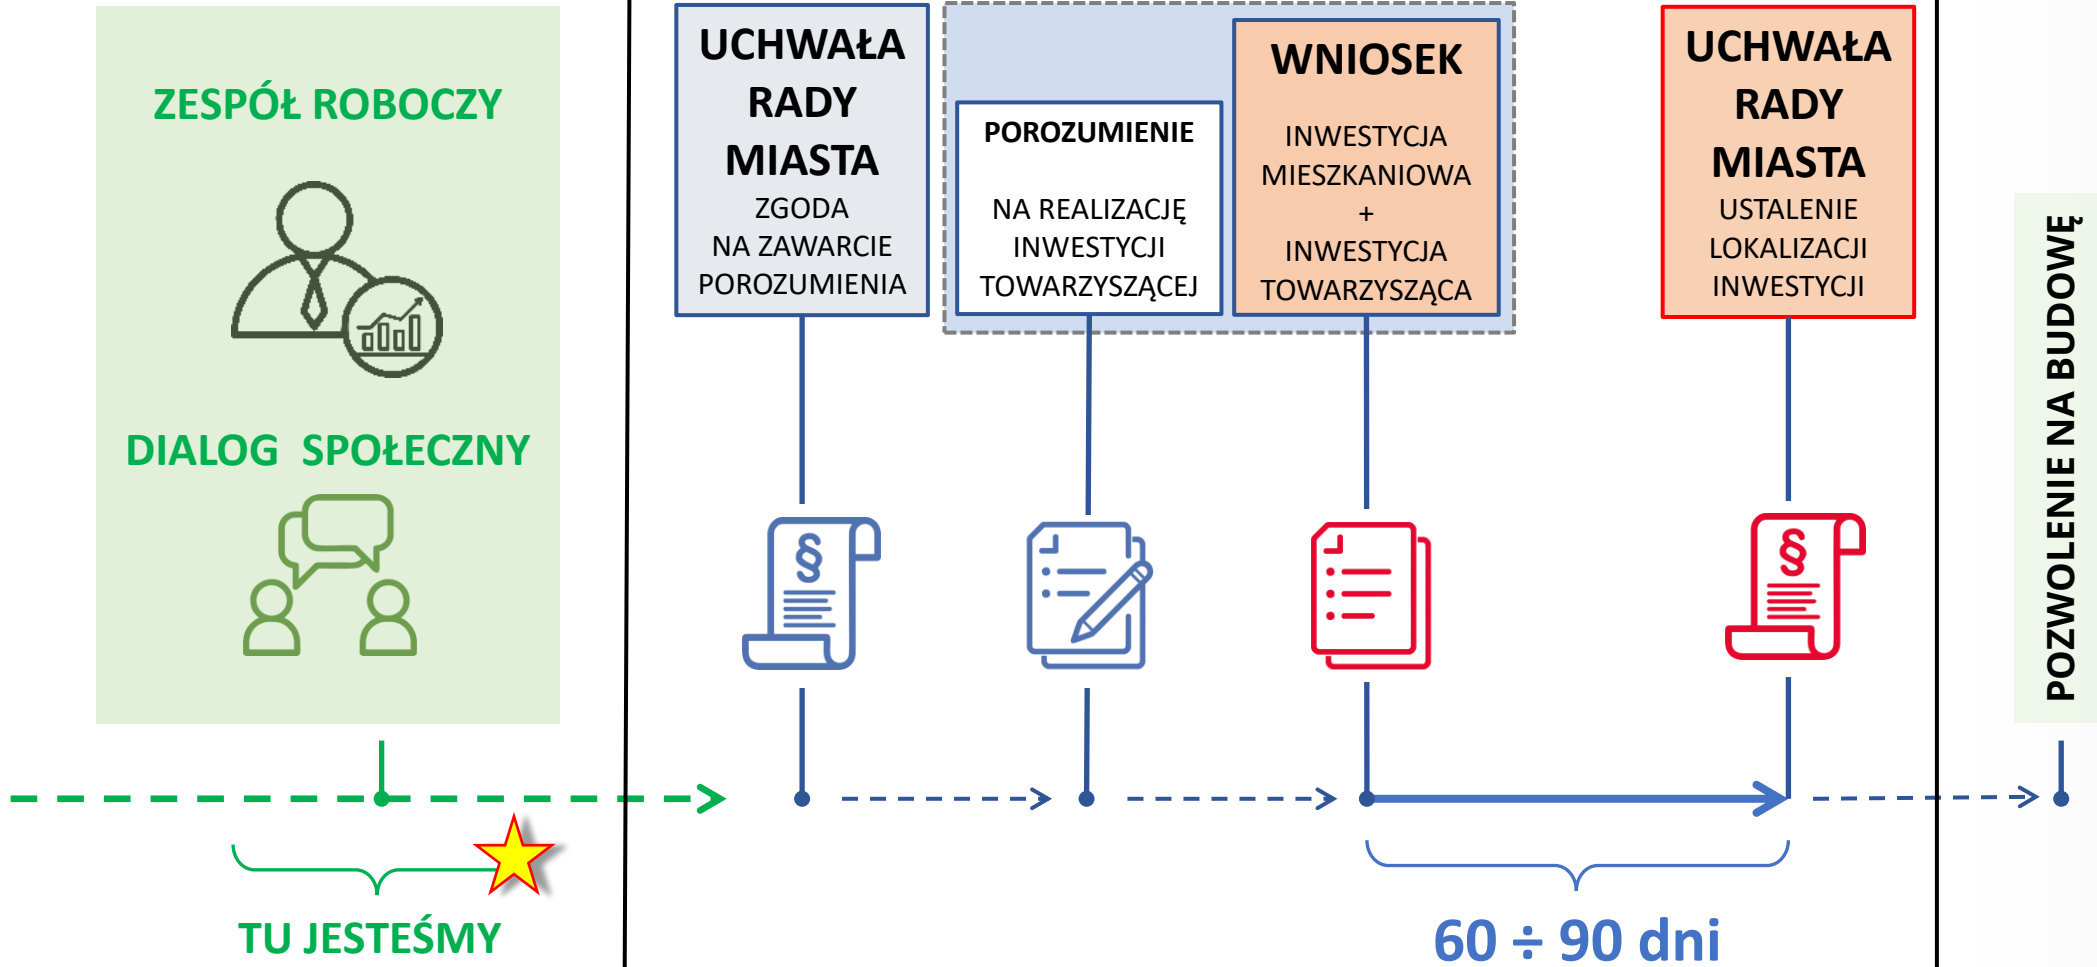 ZESPÓŁ ROBOCZY
DIALOG SPOŁECZNY
TU JESTEŚMY
UCHWAŁA
RADY
MIASTA
ZGODA
NA ZAWARCIE
POROZUMIENIA
POROZUMIENIE
NA REALIZACJĘ
INWESTYCJI
TOWARZYSZĄCEJ
WNIOSEK
INWESTYCJA
MIESZKANIOWA
+
INWESTYCJA
TOWARZYSZĄCA
UCHWAŁA
RADY
MIASTA
USTALENIE
LOKALIZACJI
INWESTYCJI
§
§
60 ÷ 90 dni
POZWOLENIE NA BUDOWĘ